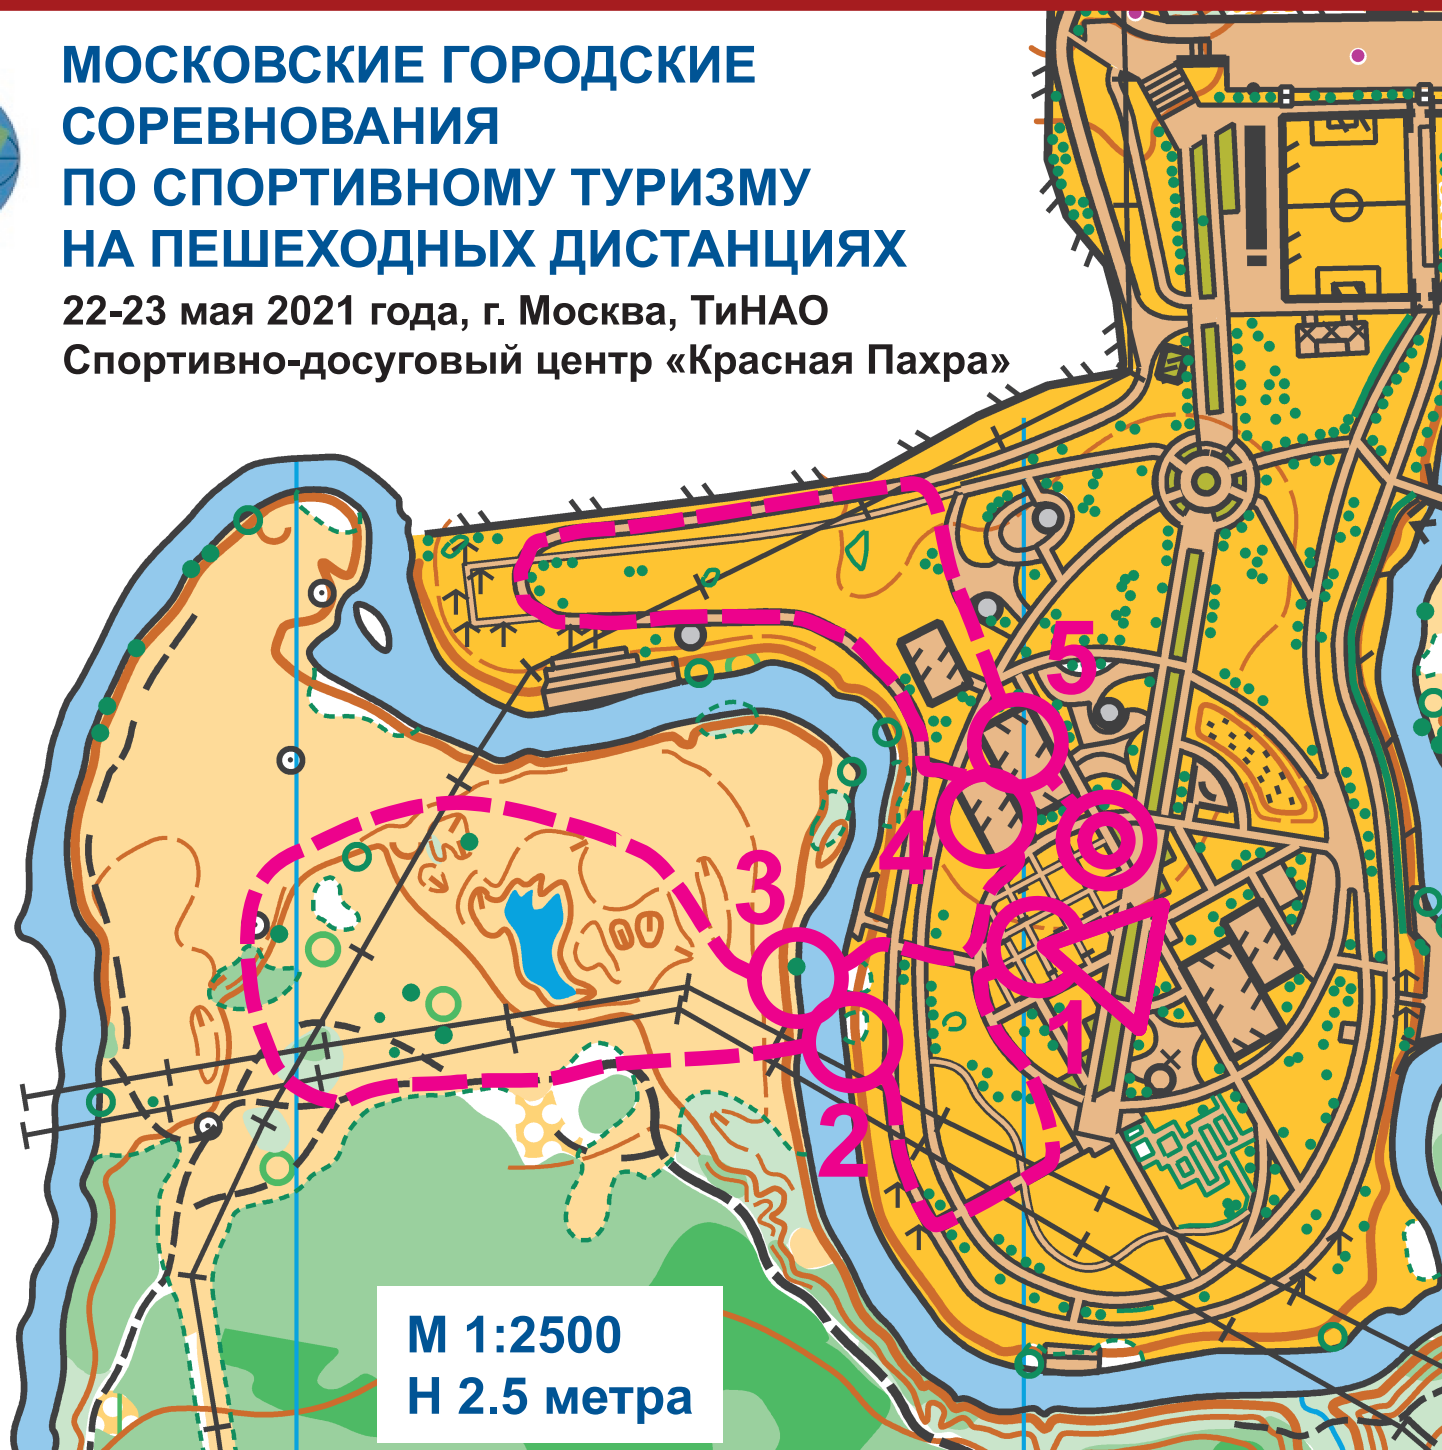 МОСКОВСКИЕ ГОРОДСКИЕ
СОРЕВНОВАНИЯ
ПО СПОРТИВНОМУ ТУРИЗМУ
НА ПЕШЕХОДНЫХ ДИСТАНЦИЯХ
22-23 мая 2021 года, г. Москва, ТиНАО
Спортивно-досуговый центр «Красная Пахра»
5
4
3
1
2
М 1:2500
Н 2.5 метра